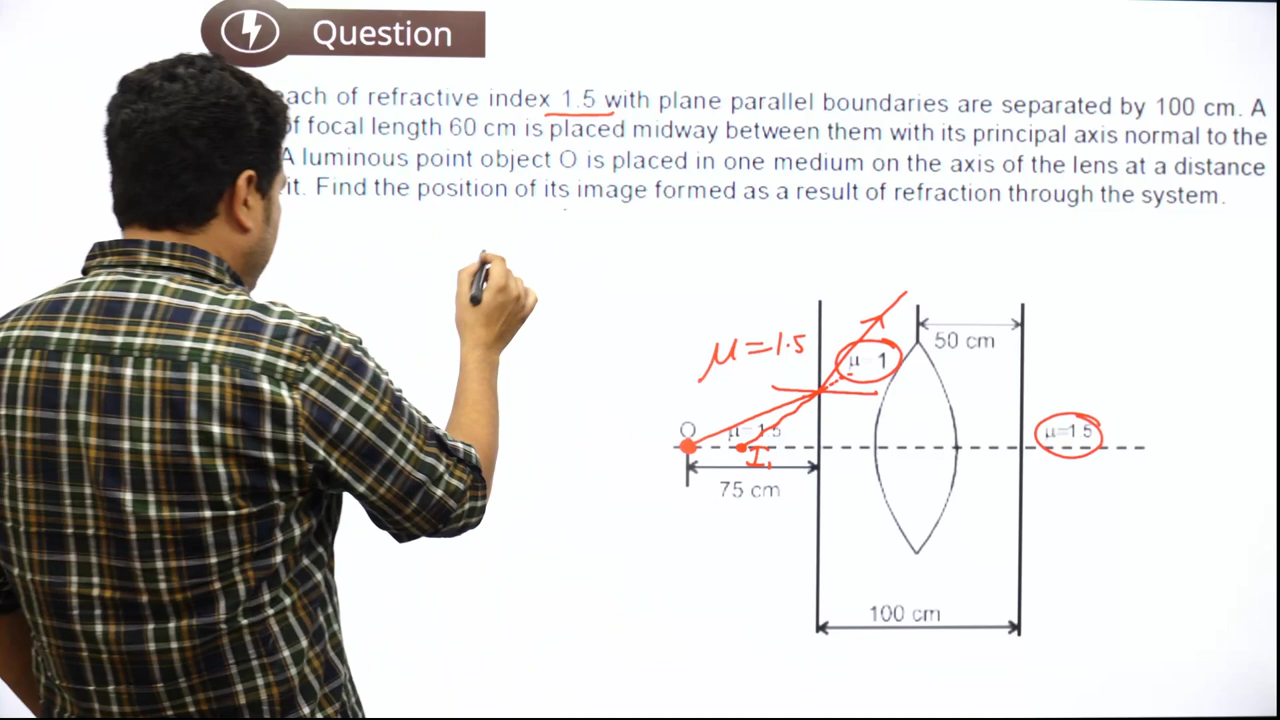 Question
each of refractive index 1.5 with plane parallel boundaries are separated by 100 cm. A
of focal length 60 cm is placed midway between them with its principal axis normal to the
A luminous point object O is placed in one medium on the axis of the lens at a distance
it. Find the position of its image formed as a result of refraction through the system.
50 cm
μ=1.5
μ=1
O
μ=1.5
μ=1.5
I₁
75 cm
100 cm